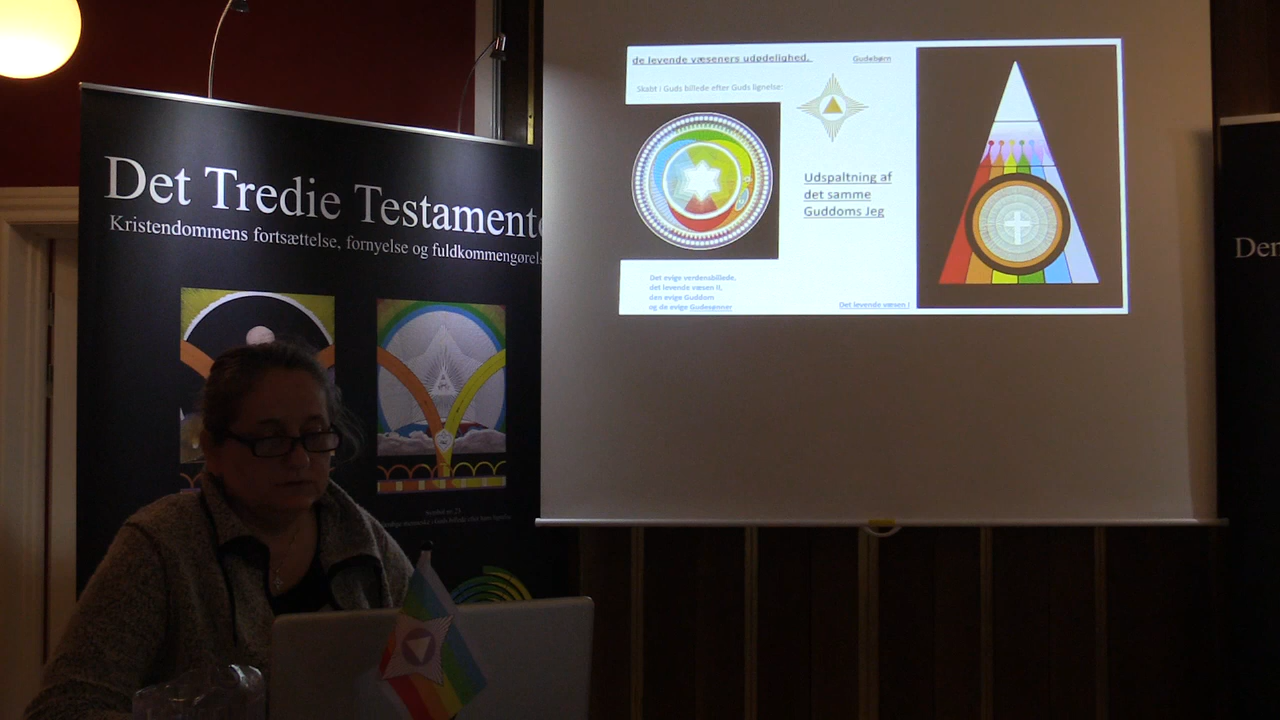 Det Tredie Testamente
Kristendommens fortsættelse, fornyelse og fuldkommengørels
de levende væseners udødelighed.
Gudebørn
Skabt i Guds billede efter Guds lignelse:
Udspaltning af
det samme
Guddoms Jeg
Det evige verdensbillede,
det levende væsen II,
den evige Guddom
og de evige Gudesønner
Det levende væsen I
Den